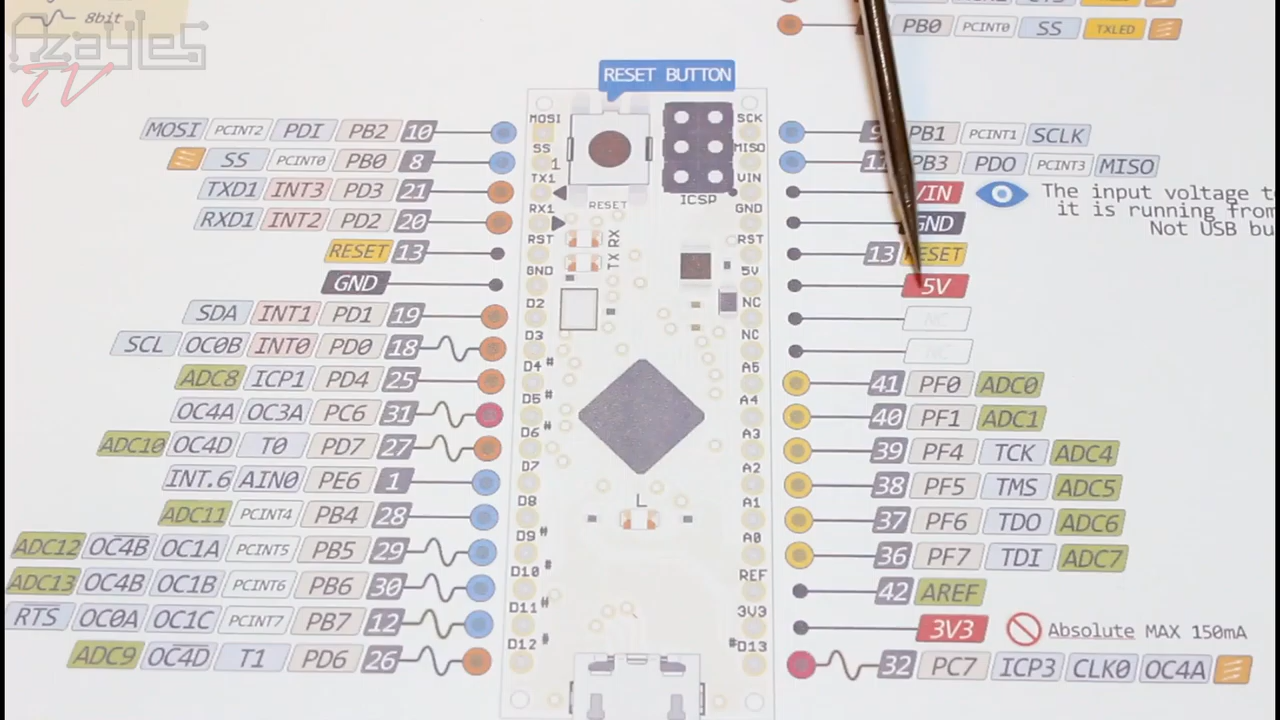 8bit
Azayles
TV
PB0 PCINT0 SS TXLED
RESET BUTTON
MOSI PCINT2 PDI PB2 10
SS PCINT0 PB0 8
TXD1 INT3 PD3 21
RXD1 INT2 PD2 20
RESET 13
GND
SDA INT1 PD1 19
SCL OC0B INT0 PD0 18
ADC8 ICP1 PD4 25
OC4A OC3A PC6 31
ADC10 OC4D T0 PD7 27
INT.6 AIN0 PE6 1
ADC11 PCINT4 PB4 28
ADC12 OC4B OC1A PCINT5 PB5 29
ADC13 OC4B OC1B PCINT6 PB6 30
RTS OC0A OC1C PCINT7 PB7 12
ADC9 OC4D T1 PD6 26
MOSI
SS
1
TX1
RX1
RST
GND
D2
D3
D4#
D5#
D6#
D7
D8
D9#
D10#
D11#
D12#
RESET
ICSP
TX RX
L
SCK
MISO
VIN
GND
RST
5V
NC
NC
A5
A4
A3
A2
A1
A0
REF
3V3
#D13
PB1 PCINT1 SCLK
PB3 PDO PCINT3 MISO
VIN
The input voltage
it is running from
Not USB
GND
13 RESET
5V
NC
NC
41 PF0 ADC0
40 PF1 ADC1
39 PF4 TCK ADC4
38 PF5 TMS ADC5
37 PF6 TDO ADC6
36 PF7 TDI ADC7
42 AREF
3V3 Absolute MAX 150mA
32 PC7 ICP3 CLK0 OC4A